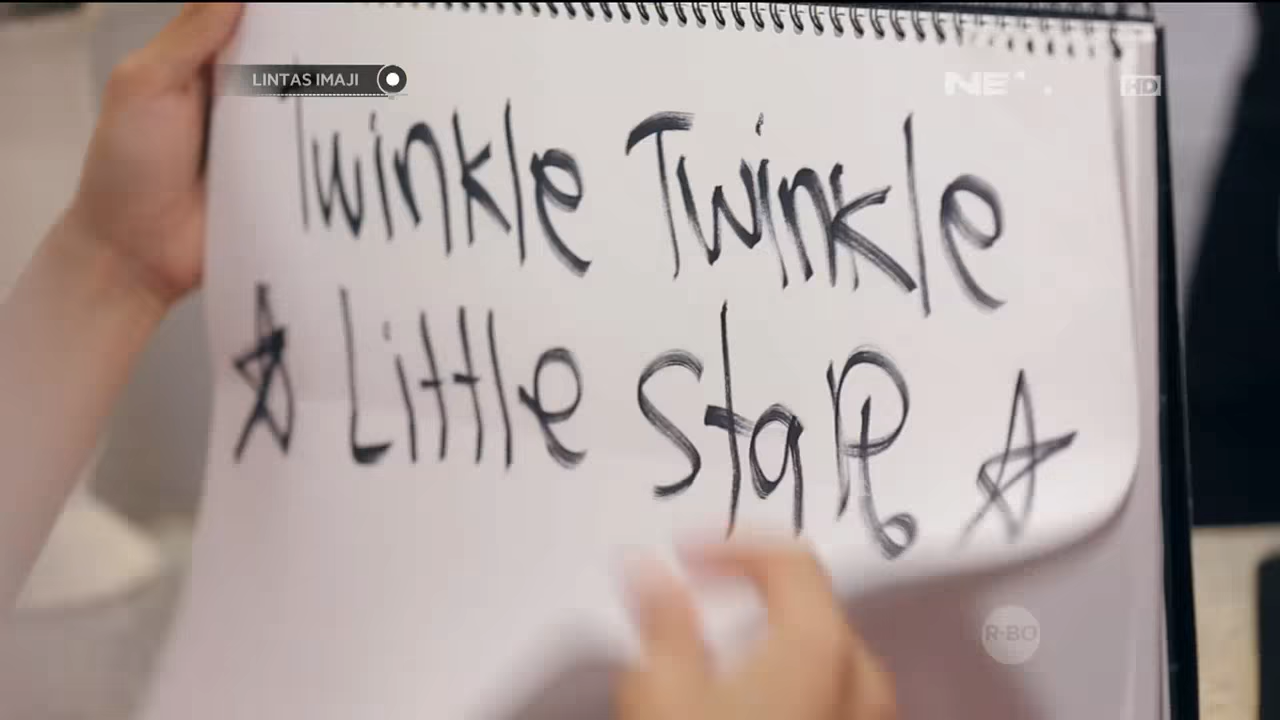 LINTAS IMAJI
NET.
HD
Twinkle Twinkle
Little Star
R-BO